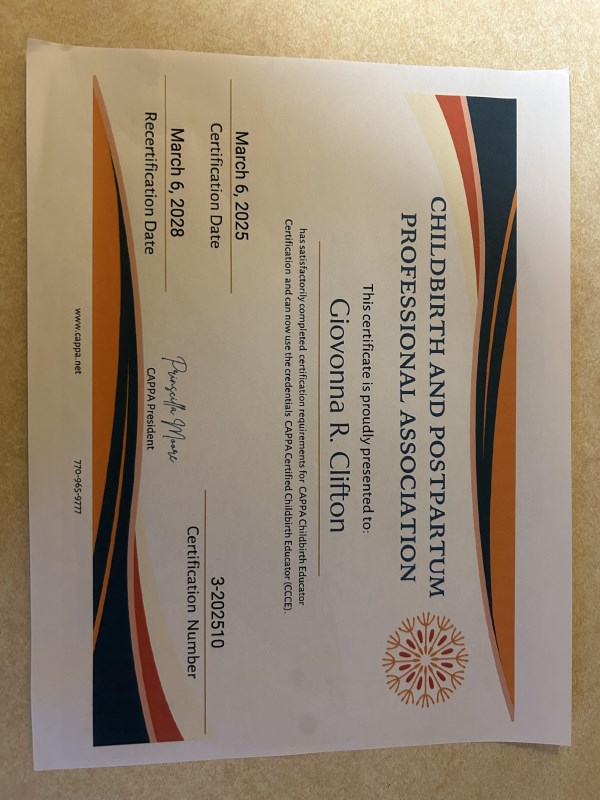 CHILDBIRTH AND POSTPARTUM
PROFESSIONAL ASSOCIATION
This certificate is proudly presented to:
Giovonna R. Clifton
has satisfactorily completed certification requirements for CAPPA Childbirth Educator
Certification and can now use the credentials CAPPA Certified Childbirth Educator (CCCE).
March 6, 2025
Certification Date
March 6, 2028
Recertification Date
Prinscilla Moore
CAPPA President
3-202510
Certification Number
www.cappa.net
770-965-9777